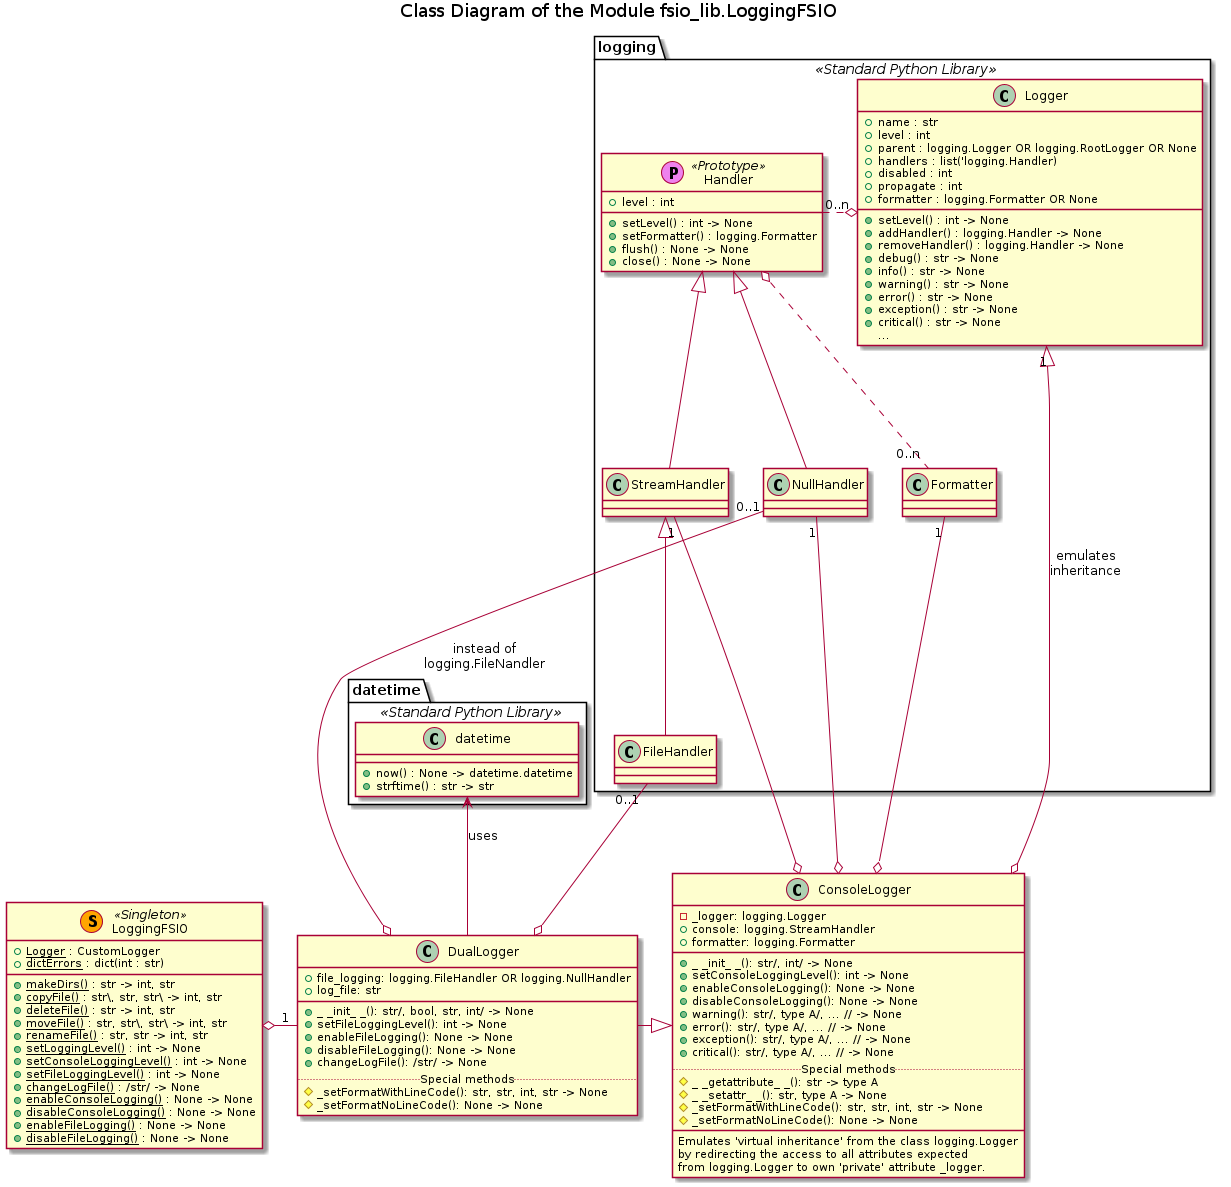 Class Diagram of the Module fsio_lib.LoggingFSIO
logging
«Standard Python Library»
C Logger
name : str
level : int
parent : logging.Logger OR logging.RootLogger OR None
handlers : list('logging.Handler)
disabled : int
propagate : int
formatter : logging.Formatter OR None
setLevel() : int -> None
addHandler() : logging.Handler -> None
removeHandler() : logging.Handler -> None
debug() : str -> None
info() : str -> None
warning() : str -> None
error() : str -> None
exception() : str -> None
critical() : str -> None
...
P «Prototype»
Handler
level : int
setLevel() : int -> None
setFormatter() : logging.Formatter
flush() : None -> None
close() : None -> None
0..n
1
0..n
C StreamHandler
C NullHandler
C Formatter
0..1
1
1
1
emulates
inheritance
instead of
logging.FileNandler
datetime
«Standard Python Library»
C datetime
now() : None -> datetime.datetime
strftime() : str -> str
C FileHandler
0..1
uses
S «Singleton»
LoggingFSIO
Logger : CustomLogger
dictErrors : dict(int : str)
makeDirs() : str -> int, str
copyFile() : str\, str, str\ -> int, str
deleteFile() : str -> int, str
moveFile() : str, str\, str\ -> int, str
renameFile() : str, str -> int, str
setLoggingLevel() : int -> None
setConsoleLoggingLevel() : int -> None
setFileLoggingLevel() : int -> None
changeLogFile() : /str/ -> None
enableConsoleLogging() : None -> None
disableConsoleLogging() : None -> None
enableFileLogging() : None -> None
disableFileLogging() : None -> None
1
C DualLogger
file_logging: logging.FileHandler OR logging.NullHandler
log_file: str
_ _init_ _(): str/, bool, str, int/ -> None
setFileLoggingLevel(): int -> None
enableFileLogging(): None -> None
disableFileLogging(): None -> None
changeLogFile(): /str/ -> None
Special methods
_setFormatWithLineCode(): str, str, int, str -> None
_setFormatNoLineCode(): None -> None
C ConsoleLogger
_logger: logging.Logger
console: logging.StreamHandler
formatter: logging.Formatter
_ _init_ _(): str/, int/ -> None
setConsoleLoggingLevel(): int -> None
enableConsoleLogging(): None -> None
disableConsoleLogging(): None -> None
warning(): str/, type A/, ... // -> None
error(): str/, type A/, ... // -> None
exception(): str/, type A/, ... // -> None
critical(): str/, type A/, ... // -> None
Special methods
_ _getattribute_ _(): str -> type A
_ _setattr_ _(): str, type A -> None
_setFormatWithLineCode(): str, str, int, str -> None
_setFormatNoLineCode(): None -> None
Emulates 'virtual inheritance' from the class logging.Logger
by redirecting the access to all attributes expected
from logging.Logger to own 'private' attribute _logger.